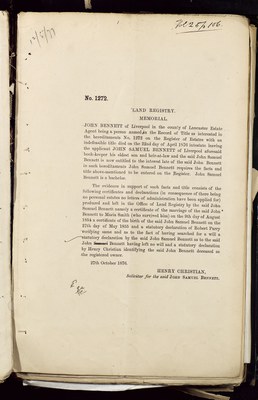 No. 1272.
LAND REGISTRY.
MEMORIAL.
JOHN BENNETT of Liverpool in the county of Lancaster Estate
Agent being a person named in the Record of Title as interested in
the hereditaments No. 1272 on the Register of Estates with an
indefeasible title died on the 22nd day of April 1876 intestate leaving
the applicant JOHN SAMUEL BENNETT of Liverpool aforesaid
book-keeper his eldest son and heir-at-law and the said John Samuel
Bennett is now entitled to the interest late of the said John Bennett
in such hereditaments John Samuel Bennett requires the facts and
title above-mentioned to be entered on the Register. John Samuel
Bennett is a bachelor.
The evidence in support of such facts and title consists of the
following certificates and declarations (in consequence of there being
no personal estates no letters of administration have been applied for)
produced and left in the Office of Land Registry by the said John
Samuel Bennett namely a certificate of the marriage of the said John
Bennett to Maria Smith (who survived him) on the 9th day of August
1854 a certificate of the birth of the said John Samuel Bennett on the
27th day of May 1855 and a statutory declaration of Robert Parry
verifying same and as to the fact of having searched for a will a
statutory declaration by the said John Samuel Bennett as to the said
John Bennett having left no will and a statutory declaration
by Henry Christian identifying the said John Bennett deceased as
the registered owner.
27th October 1876.
HENRY CHRISTIAN,
Solicitor for the said JOHN SAMUEL BENNETT.